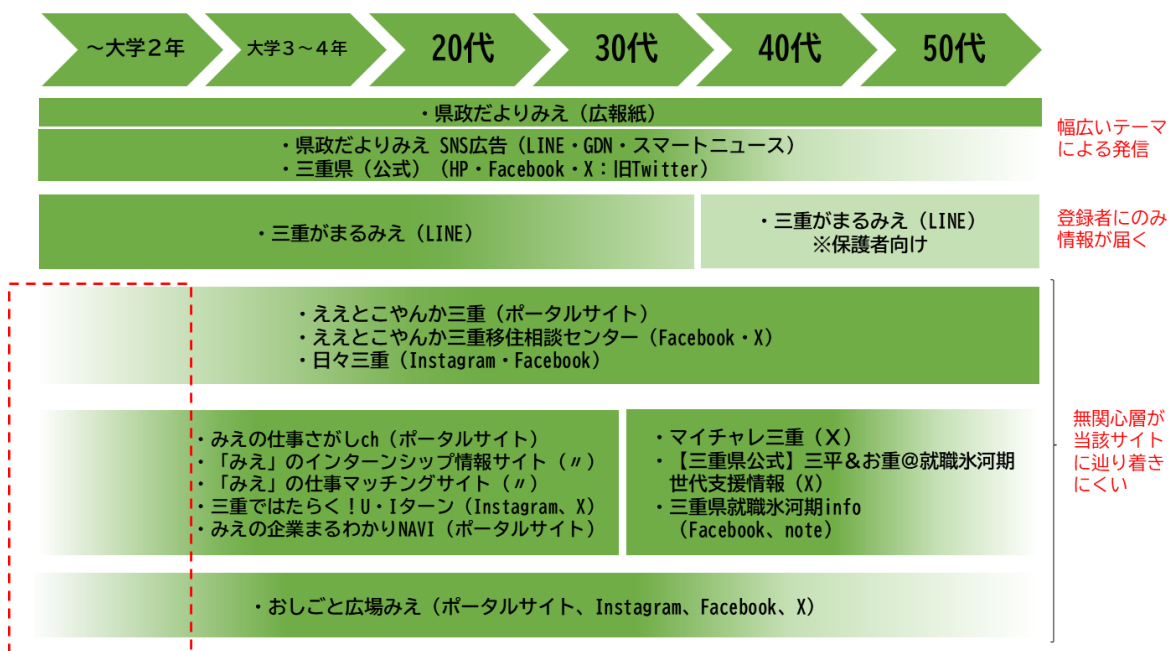 ～大学２年
大学３～４年
20代
30代
40代
50代
・県政だよりみえ（広報紙）
・県政だよりみえ SNS広告（LINE・GDN・スマートニュース）
・三重県（公式）（HP・Facebook・X：旧Twitter）
幅広いテーマ
による発信
・三重がまるみえ（LINE）
・三重がまるみえ（LINE）
※保護者向け
登録者にのみ
情報が届く
・ええとこやんか三重（ポータルサイト）
・ええとこやんか三重移住相談センター（Facebook・X）
・日々三重（Instagram・Facebook）
・みえの仕事さがしch（ポータルサイト）
・「みえ」のインターンシップ情報サイト（〃）
・「みえ」の仕事マッチングサイト（〃）
・三重ではたらく！U・Iターン（Instagram、X）
・みえの企業まるわかりNAVI（ポータルサイト）
・マイチャレ三重（X）
・【三重県公式】三平&お重@就職氷河期
世代支援情報（X）
・三重県就職氷河期info
（Facebook、note）
無関心層が
当該サイト
に辿り着き
にくい
・おしごと広場みえ（ポータルサイト、Instagram、Facebook、X）